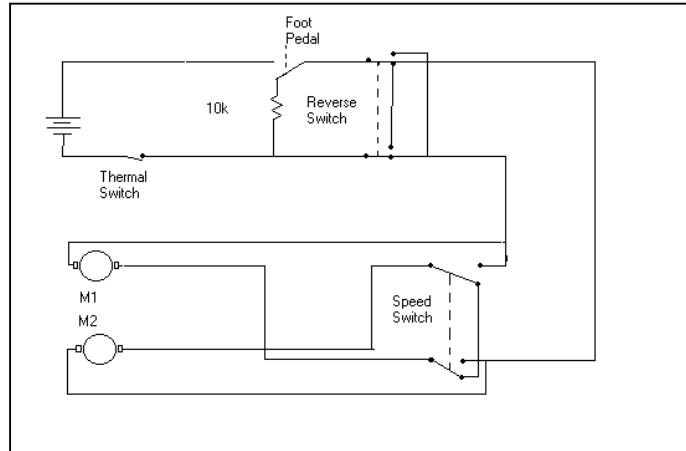 Foot
Pedal
10k
Reverse
Switch
Thermal
Switch
M1
M2
Speed
Switch